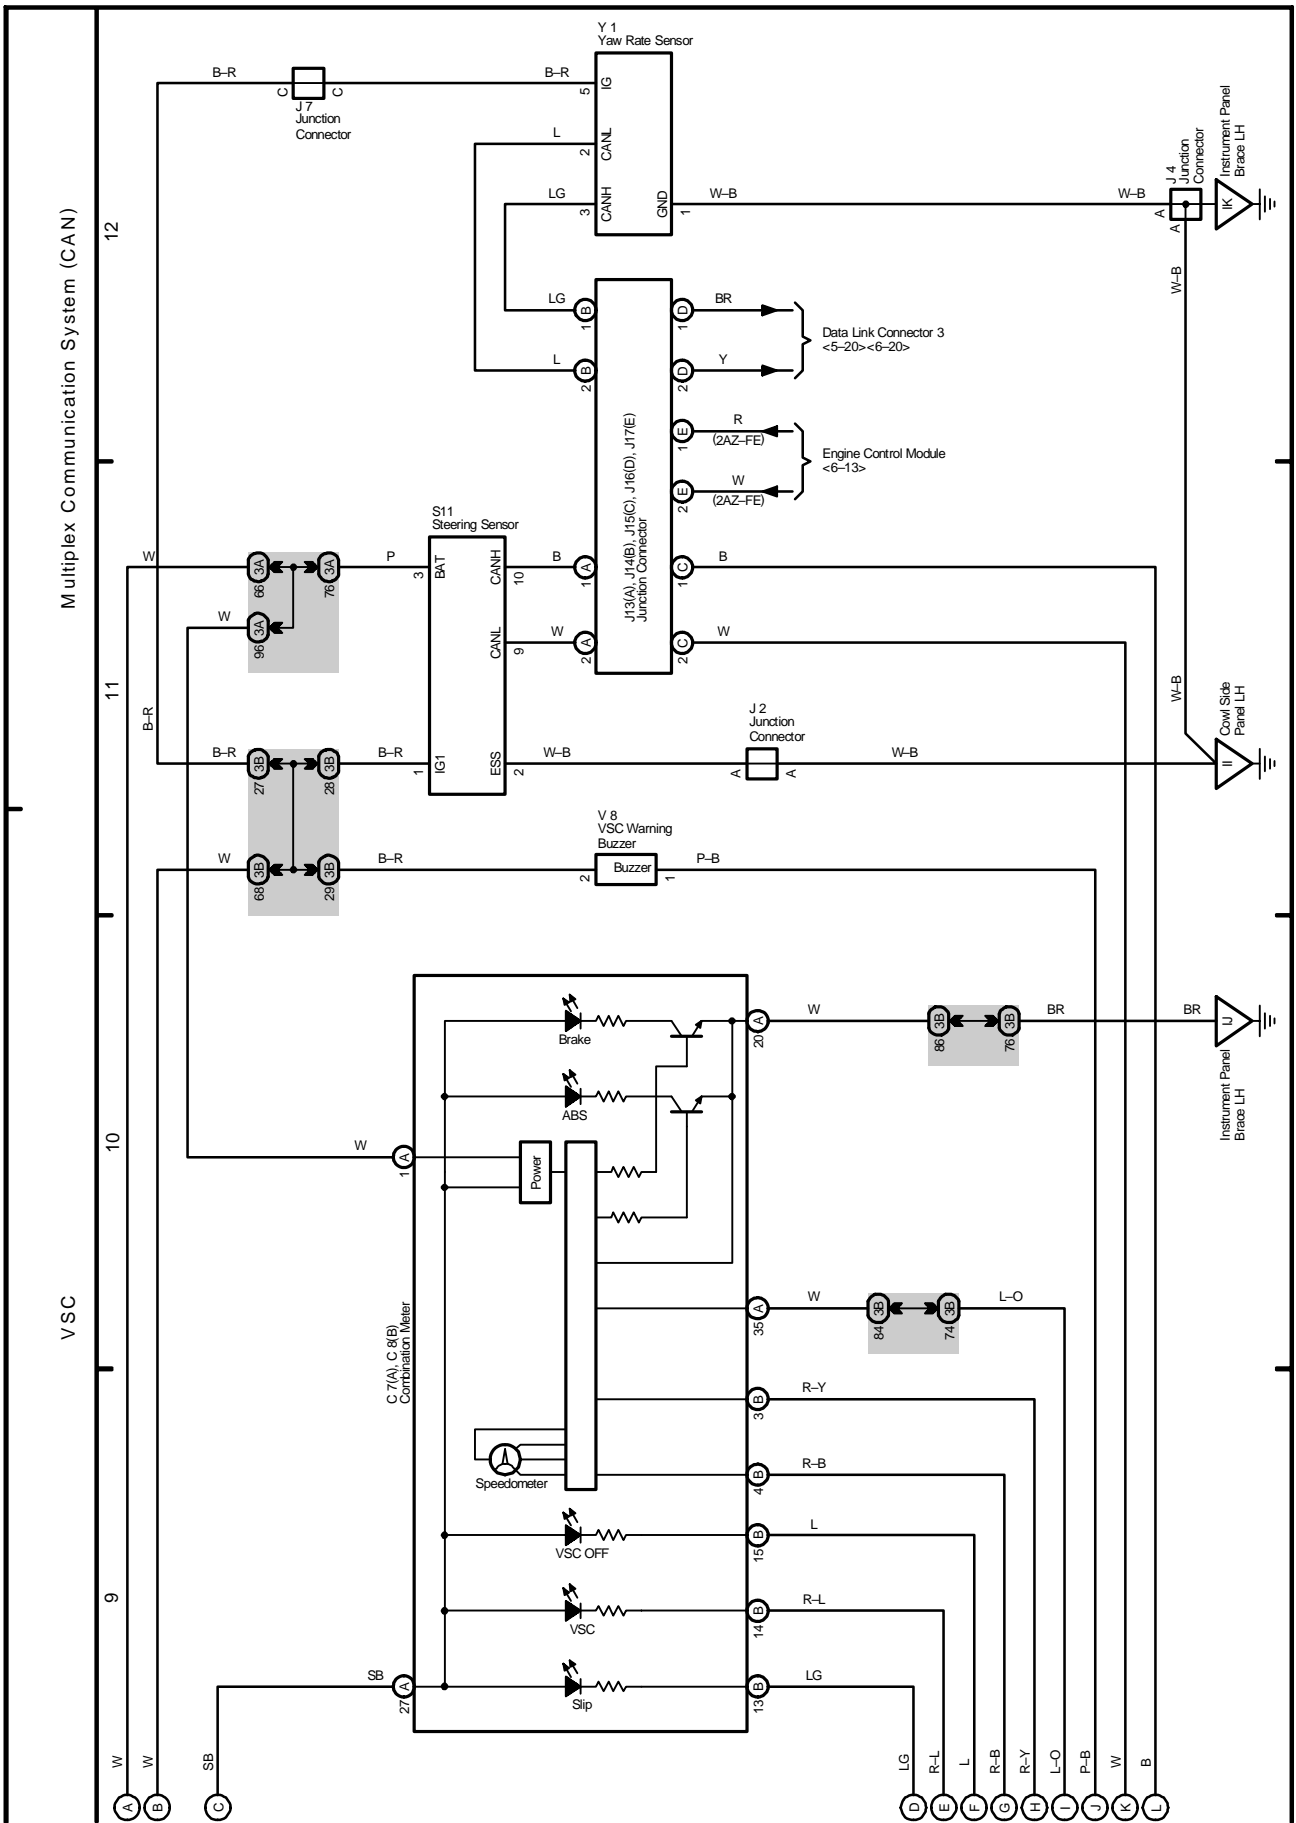 Multiplex Communication System (CAN)
VSC
12
11
10
9
Y 1
Yaw Rate Sensor
B–R
C
C
J 7
Junction
Connector
B–R
5
IG
L
2
CANL
LG
3
CANH
GND
1
W–B
W–B
A
A
J 4
Junction
Connector
IK
Instrument Panel
Brace LH
W–B
LG
1
B
L
2
B
D
1
BR
D
2
Y
Data Link Connector 3
<5–20><6–20>
E
1
R
(2AZ–FE)
E
2
W
(2AZ–FE)
Engine Control Module
<6–13>
J13(A), J14(B), J15(C), J16(D), J17(E)
Junction Connector
S11
Steering Sensor
W
66
3A
76
3A
P
3
BAT
CANH
10
B
1
A
C
1
B
W
96
3A
CANL
9
W
2
A
C
2
W
B–R
B–R
27
3B
28
3B
B–R
1
IG1
ESS
2
W–B
J 2
Junction
Connector
A
A
W–B
W–B
II
Cowl Side
Panel LH
V 8
VSC Warning
Buzzer
W
68
3B
29
3B
B–R
2
Buzzer
1
P–B
Brake
20
A
W
86
3B
76
3B
BR
BR
IJ
Instrument Panel
Brace LH
ABS
W
1
A
Power
35
A
W
84
3B
74
3B
L–O
C 7(A), C 8(B)
Combination Meter
3
B
R–Y
Speedometer
4
B
R–B
VSC OFF
15
B
L
VSC
14
B
R–L
SB
27
A
Slip
13
B
LG
W
W
SB
LG
R–L
L
R–B
R–Y
L–O
P–B
W
B
A
B
C
D
E
F
G
H
I
J
K
L